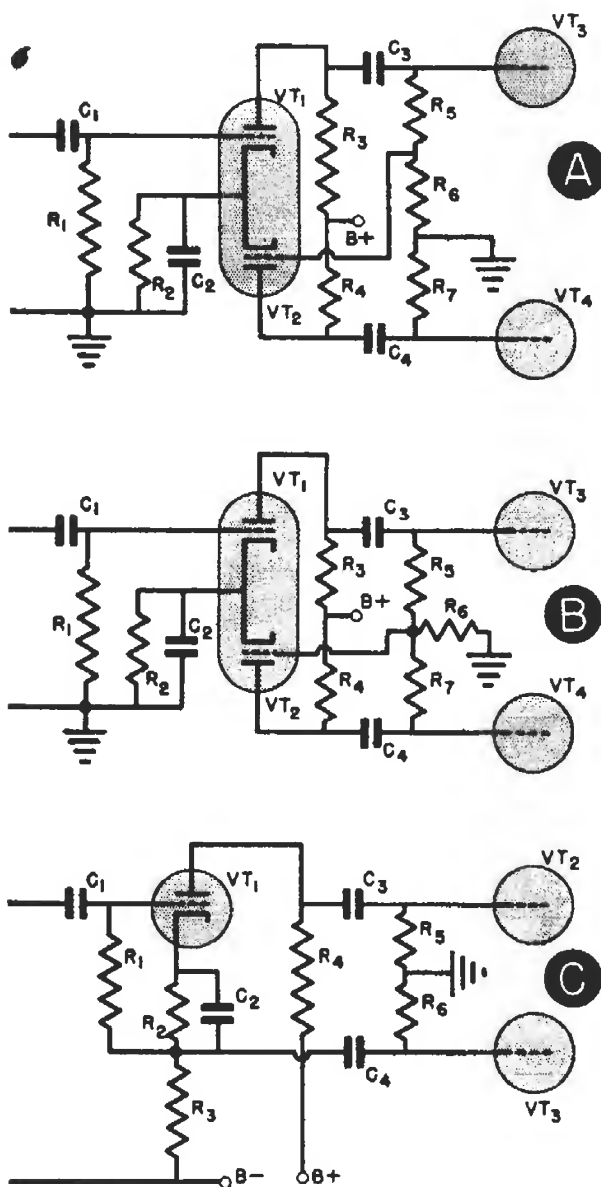 VT3
C3
C1
VT1
R5
R3
A
R6
R1
B+
R2
C2
R4
R7
VT2
VT4
C4
VT1
VT3
C1
C3
R3
R5
R6
B+
B
R1
C2
R2
R4
R7
VT2
VT4
C4
VT2
C1
VT1
C3
R5
R1
R4
C
C2
R6
R2
C4
R3
VT3
B-
B+